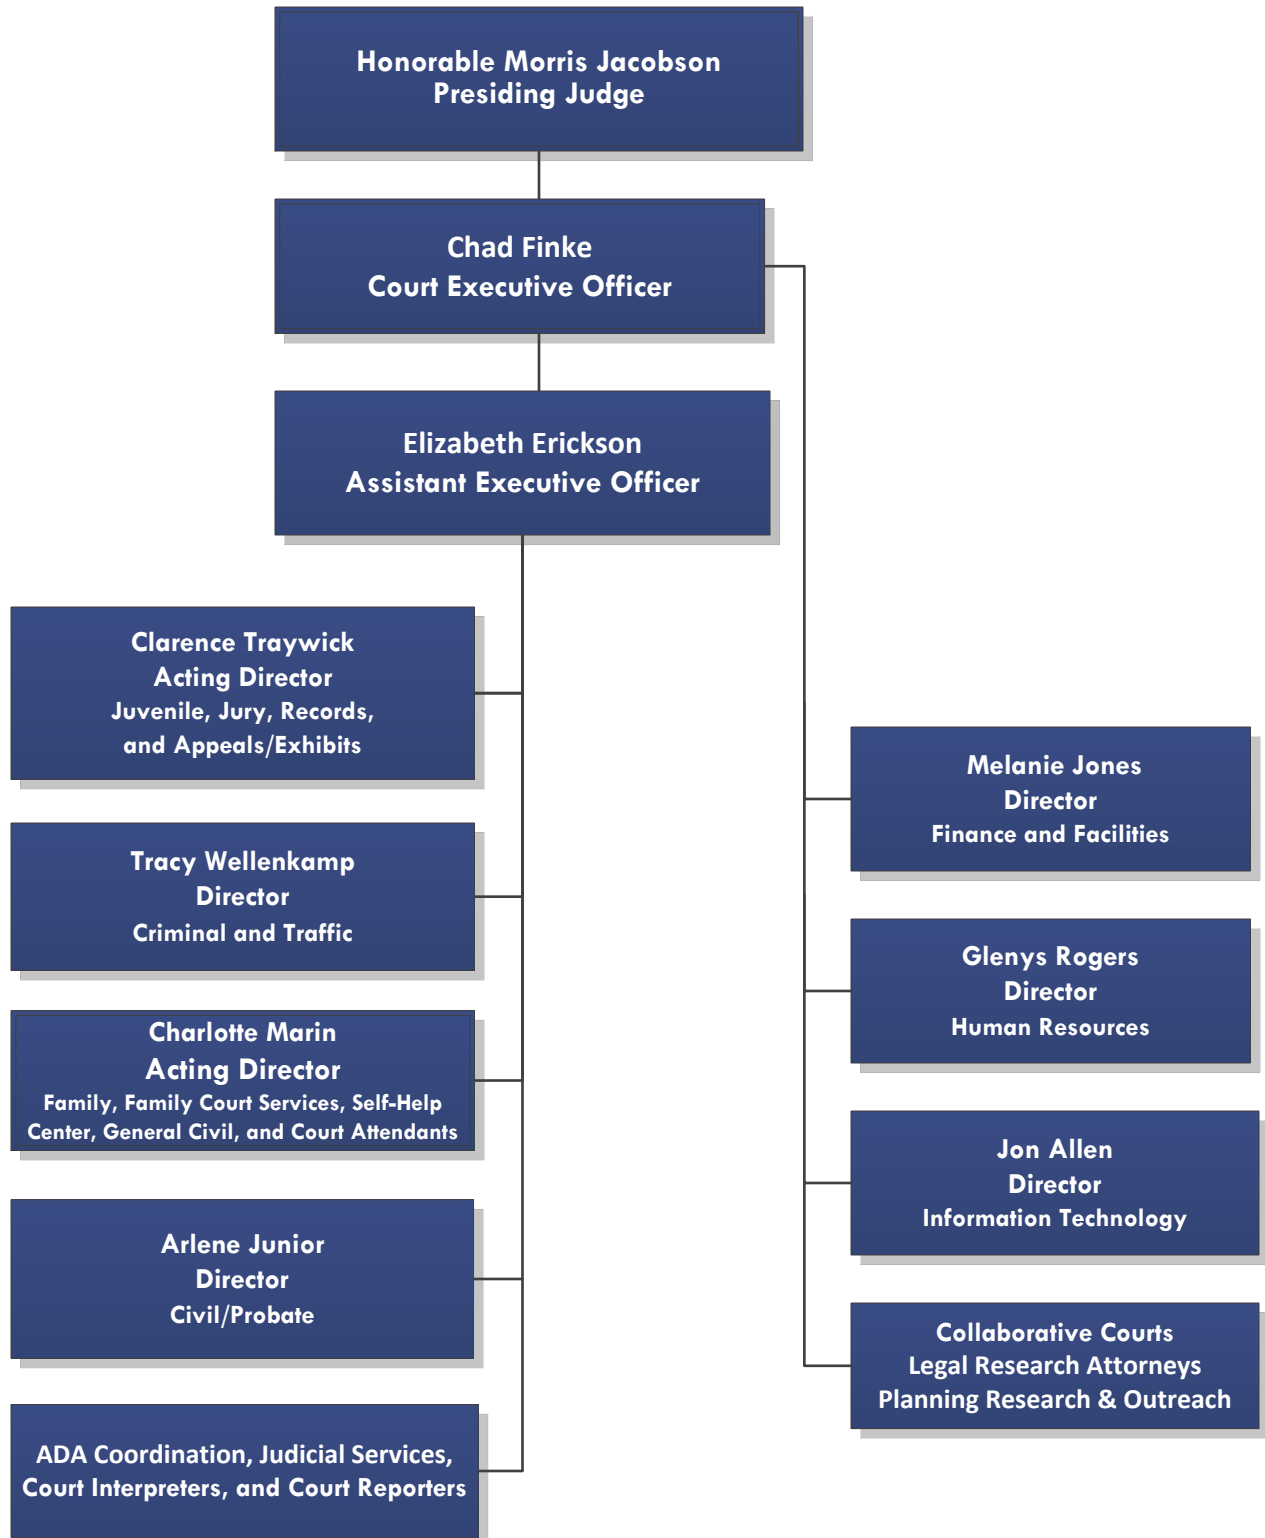 Honorable Morris Jacobson
Presiding Judge
Chad Finke
Court Executive Officer
Elizabeth Erickson
Assistant Executive Officer
Clarence Traywick
Acting Director
Juvenile, Jury, Records,
and Appeals/Exhibits
Tracy Wellenkamp
Director
Criminal and Traffic
Charlotte Marin
Acting Director
Family, Family Court Services, Self-Help
Center, General Civil, and Court Attendants
Arlene Junior
Director
Civil/Probate
ADA Coordination, Judicial Services,
Court Interpreters, and Court Reporters
Melanie Jones
Director
Finance and Facilities
Glenys Rogers
Director
Human Resources
Jon Allen
Director
Information Technology
Collaborative Courts
Legal Research Attorneys
Planning Research & Outreach